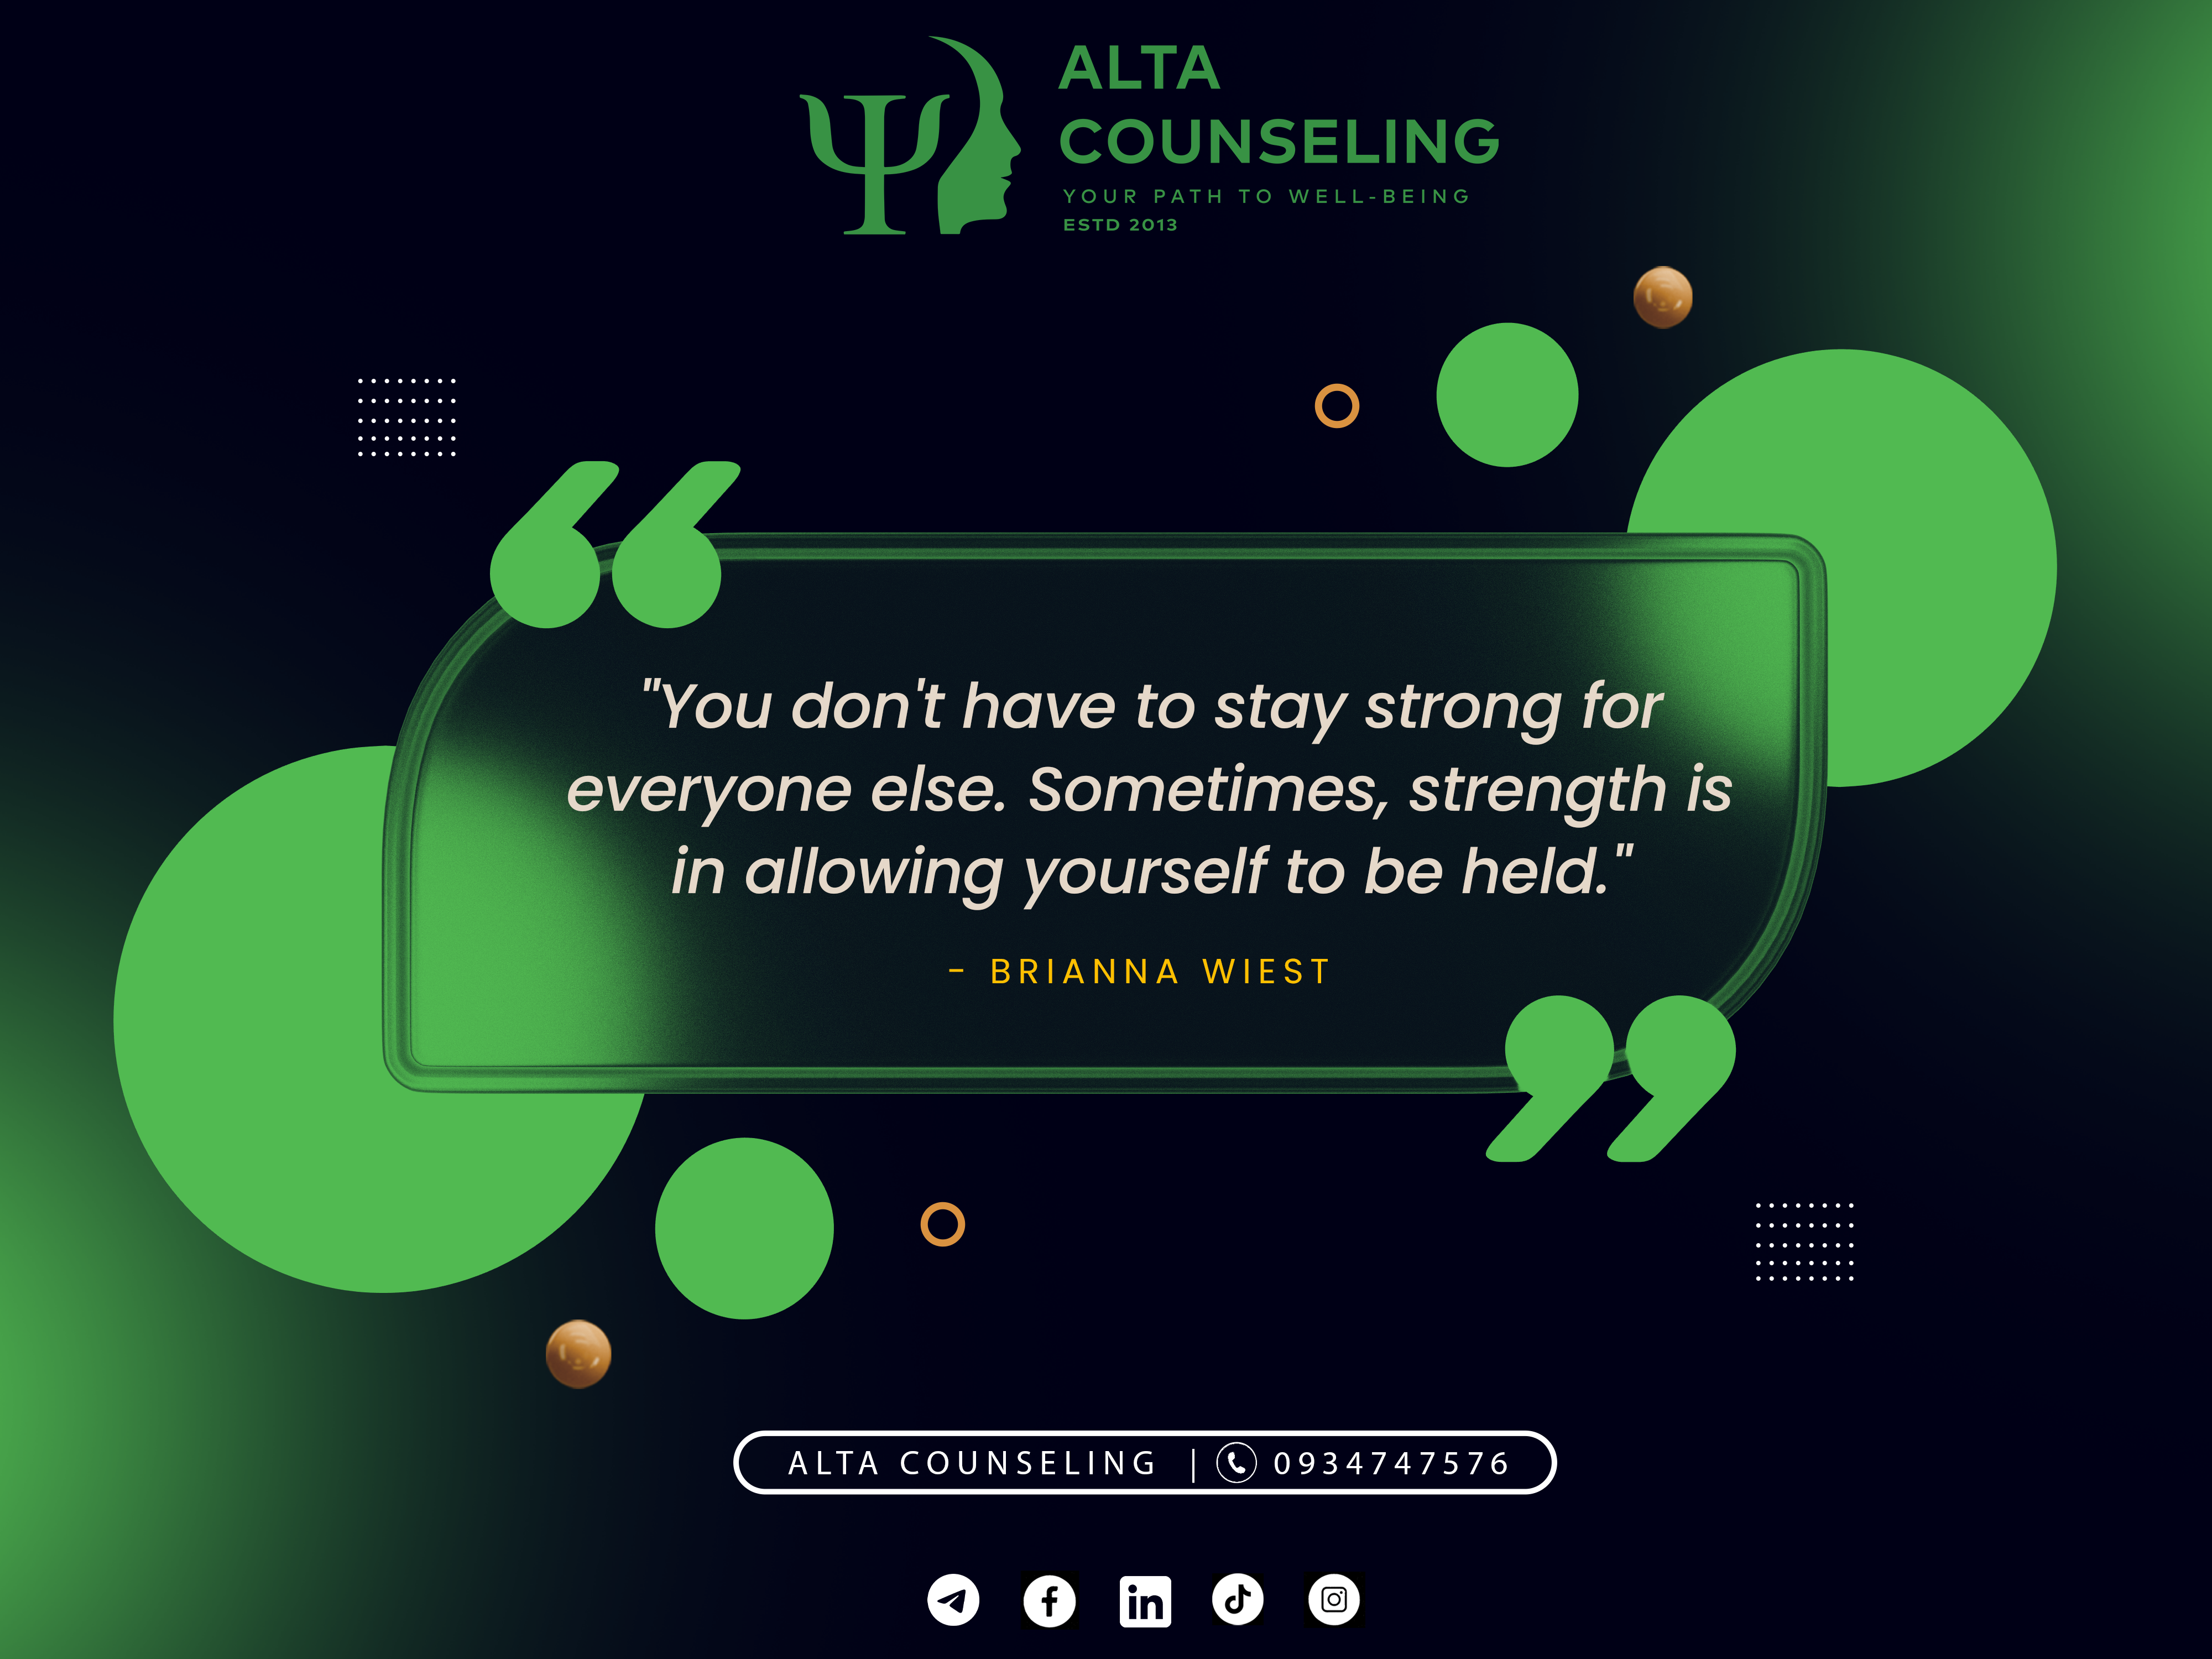 ALTA
COUNSELING
YOUR PATH TO WELL-BEING
ESTD 2013
"You don't have to stay strong for
everyone else. Sometimes, strength is
in allowing yourself to be held."
- BRIANNA WIEST
ALTA COUNSELING | 0934747576